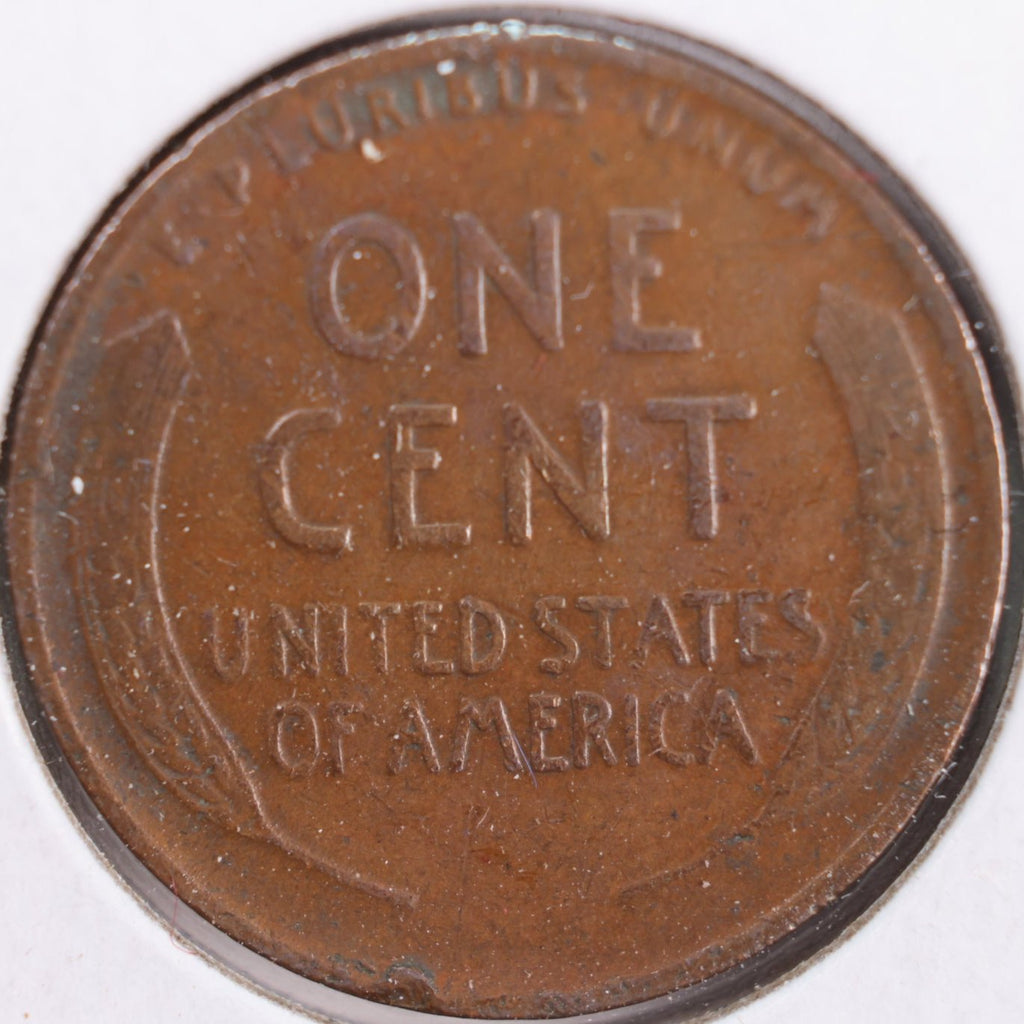 E PLURIBUS · UNUM
ONE
CENT
UNITED STATES
OF AMERICA